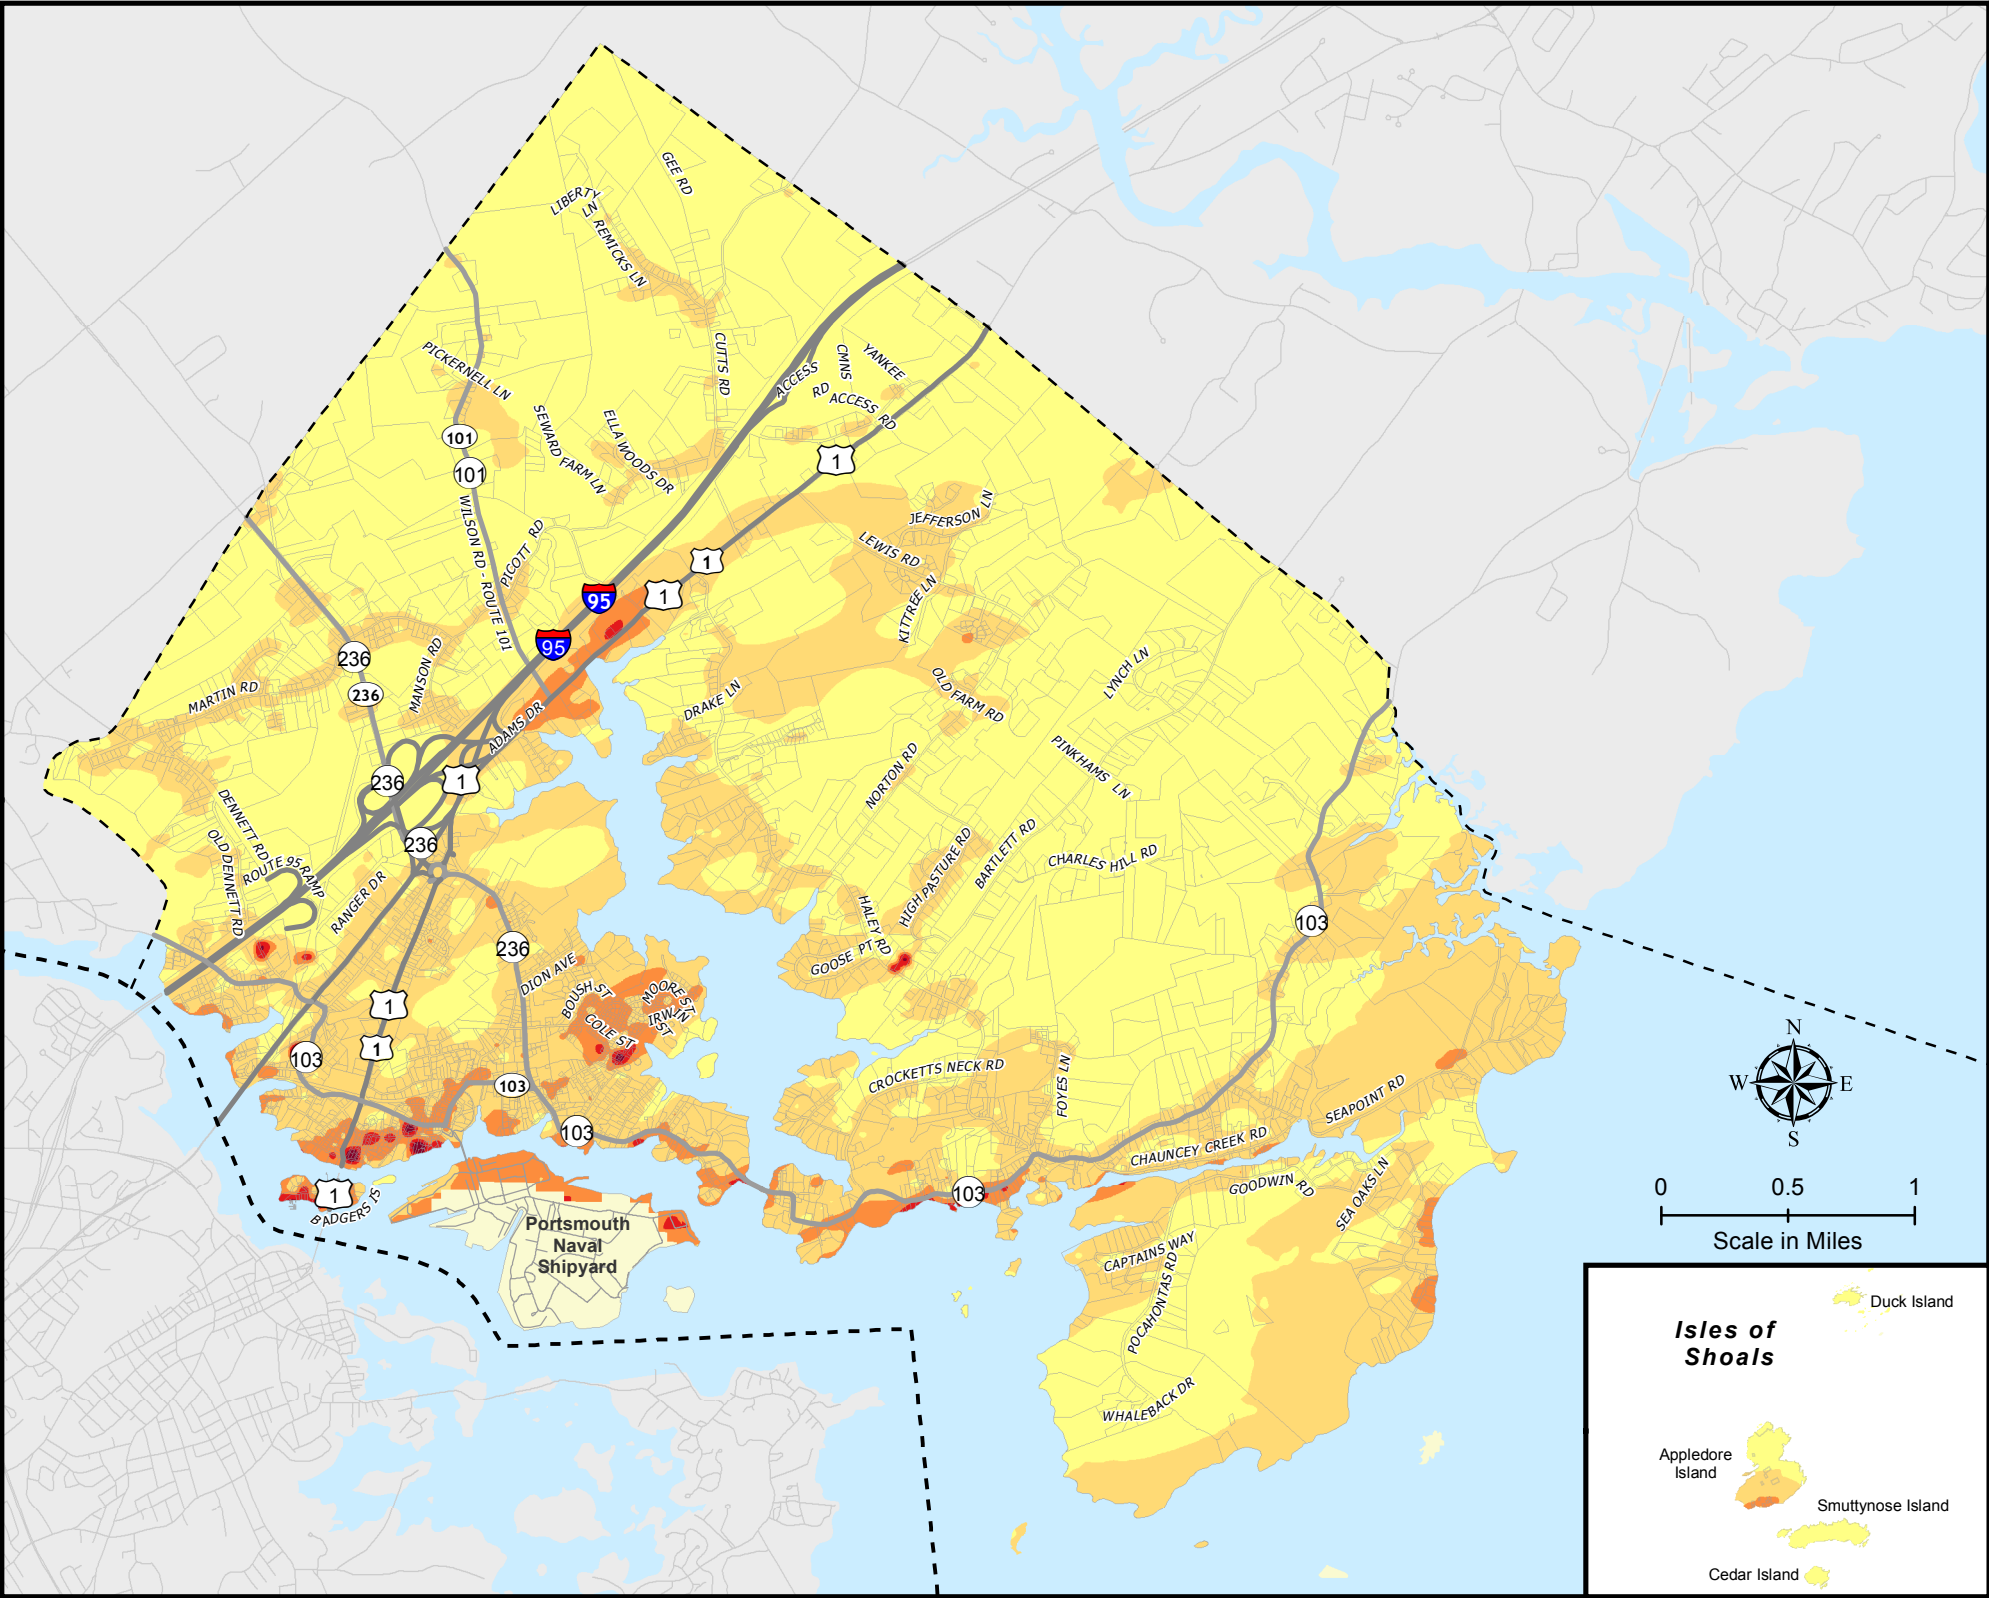 GEE RD
LIBERTY
LN
REMICKS LN
PICKERNELL LN
CUTTS RD
ACCESS
RD
CMNS
YANKEE
ACCESS RD
SEWARD FARM LN
ELLA WOODS DR
101
101
1
WILSON RD - ROUTE 101
PICOTT RD
JEFFERSON LN
LEWIS RD
KITTREE LN
1
1
95
95
236
236
MANSON RD
MARTIN RD
ADAMS DR
DRAKE LN
OLD FARM RD
LYNCH LN
PINKHAMS LN
NORTON RD
236
1
236
DENNETT RD
OLD DENNETT RD
ROUTE 95 RAMP
RANGER DR
HIGH PASTURE RD
BARTLETT RD
CHARLES HILL RD
HALEY RD
GOOSE PT
103
236
DION AVE
BOUSH ST
MOORE ST
IRWIN ST
COLE ST
1
1
103
103
103
CROCKETTS NECK RD
FOYES LN
SEAPOINT RD
CHAUNCEY CREEK RD
103
GOODWIN RD
SEA OAKS LN
1
BADGERS IS
Portsmouth
Naval
Shipyard
CAPTAINS WAY
POCAHONTAS RD
WHALEBACK DR
N
W
E
S
0 0.5 1
Scale in Miles
Duck Island
Isles of
Shoals
Appledore
Island
Smuttynose Island
Cedar Island